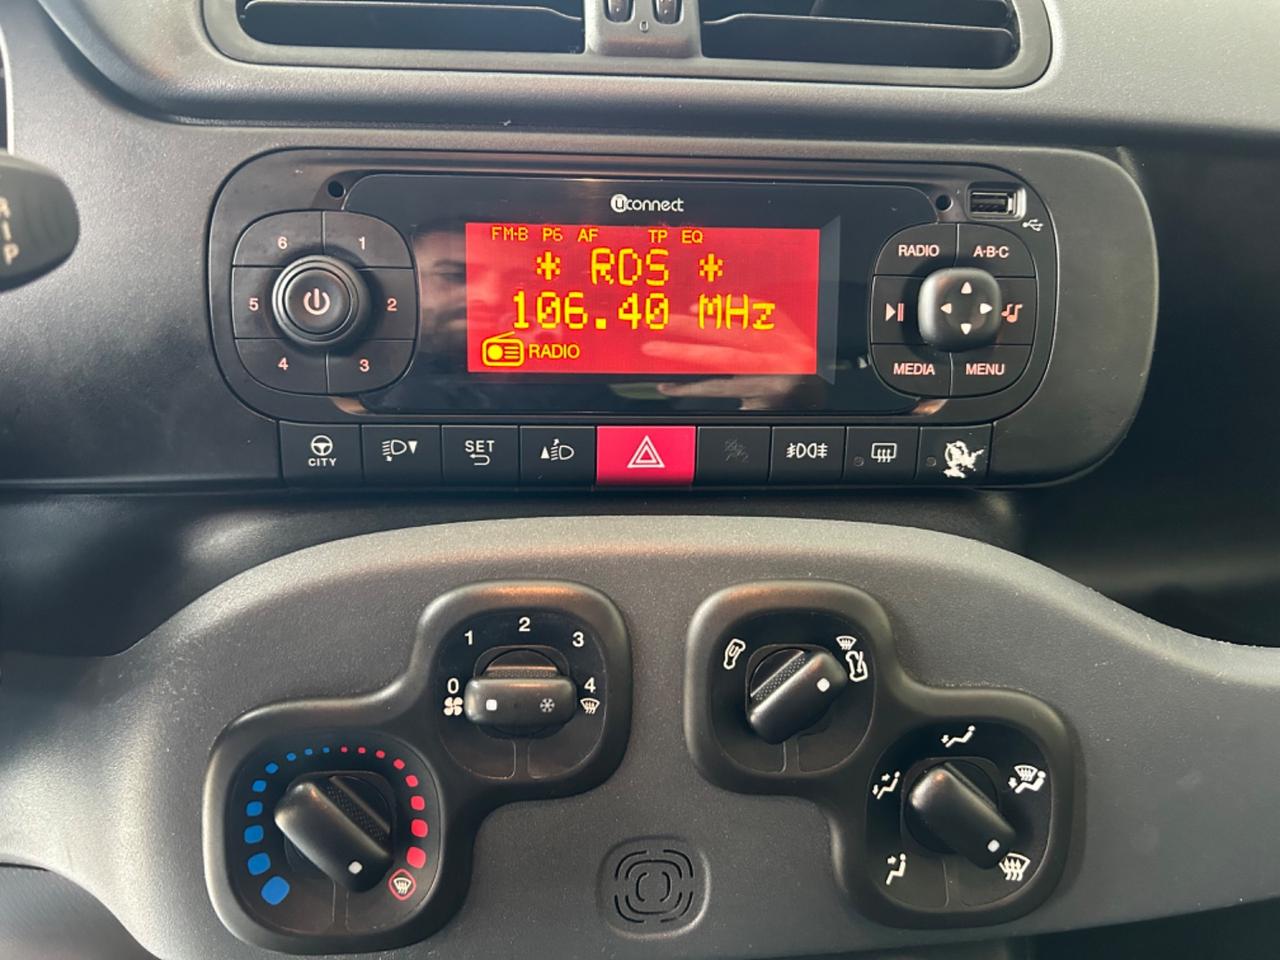 uconnect
FM-B P6 AF TP EQ
* RDS *
106.40 MHz
RADIO
6 1
5 2
4 3
RADIO A·B·C
MEDIA MENU
CITY
SET
1 2 3
0 4